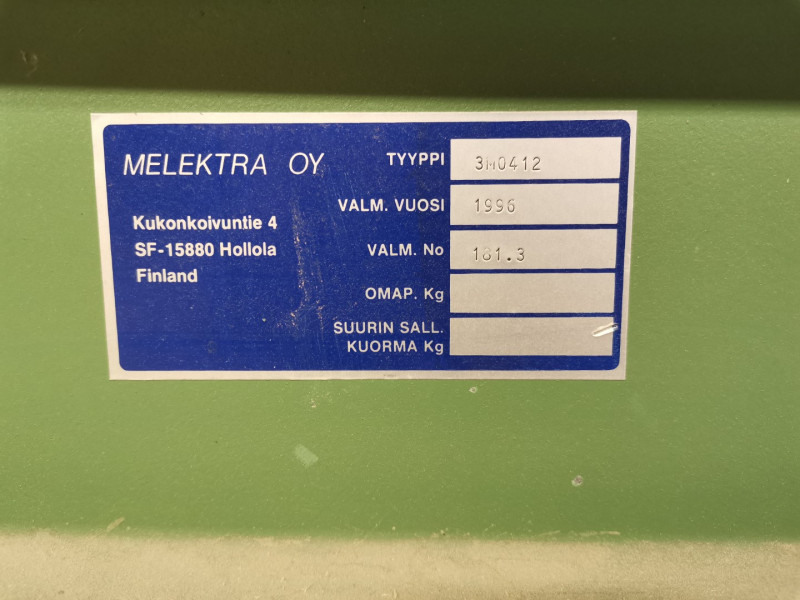 MELEKTRA OY
Kukonkoivuntie 4
SF-15880 Hollola
Finland
TYYPPI 3M0412
VALM. VUOSI 1996
VALM. No 181.3
OMAP. Kg
SUURIN SALL.
KUORMA Kg